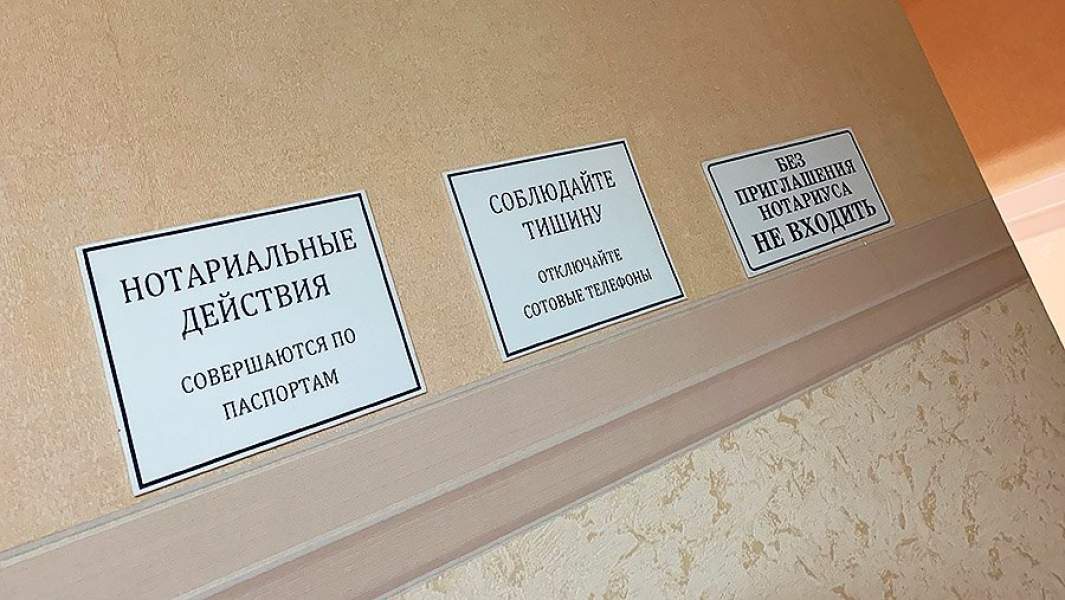 НОТАРИАЛЬНЫЕ
ДЕЙСТВИЯ
СОВЕРШАЮТСЯ ПО
ПАСПОРТАМ
СОБЛЮДАЙТЕ
ТИШИНУ
ОТКЛЮЧАЙТЕ
СОТОВЫЕ ТЕЛЕФОНЫ
БЕЗ
ПРИГЛАШЕНИЯ
НОТАРИУСА
НЕ ВХОДИТЬ